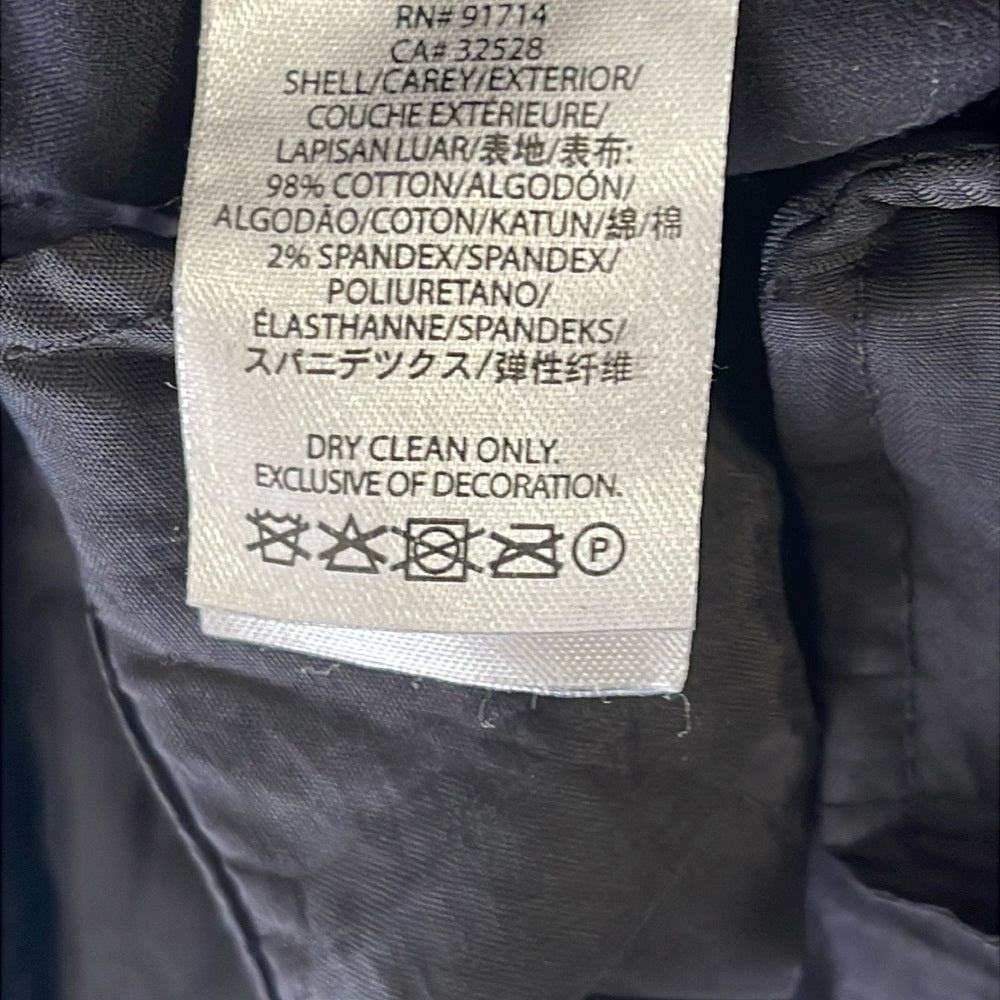 RN# 91714
CA# 32528
SHELL/CAREY/EXTERIOR/
COUCHE EXTÉRIEURE/
LAPISAN LUAR/表地/表布:
98% COTTON/ALGODÓN/
ALGODÃO/COTON/KATUN/綿/棉
2% SPANDEX/SPANDEX/
POLIURETANO/
ÉLASTHANNE/SPANDEKS/
スパニデツクス/弹性纤维
DRY CLEAN ONLY.
EXCLUSIVE OF DECORATION.
P